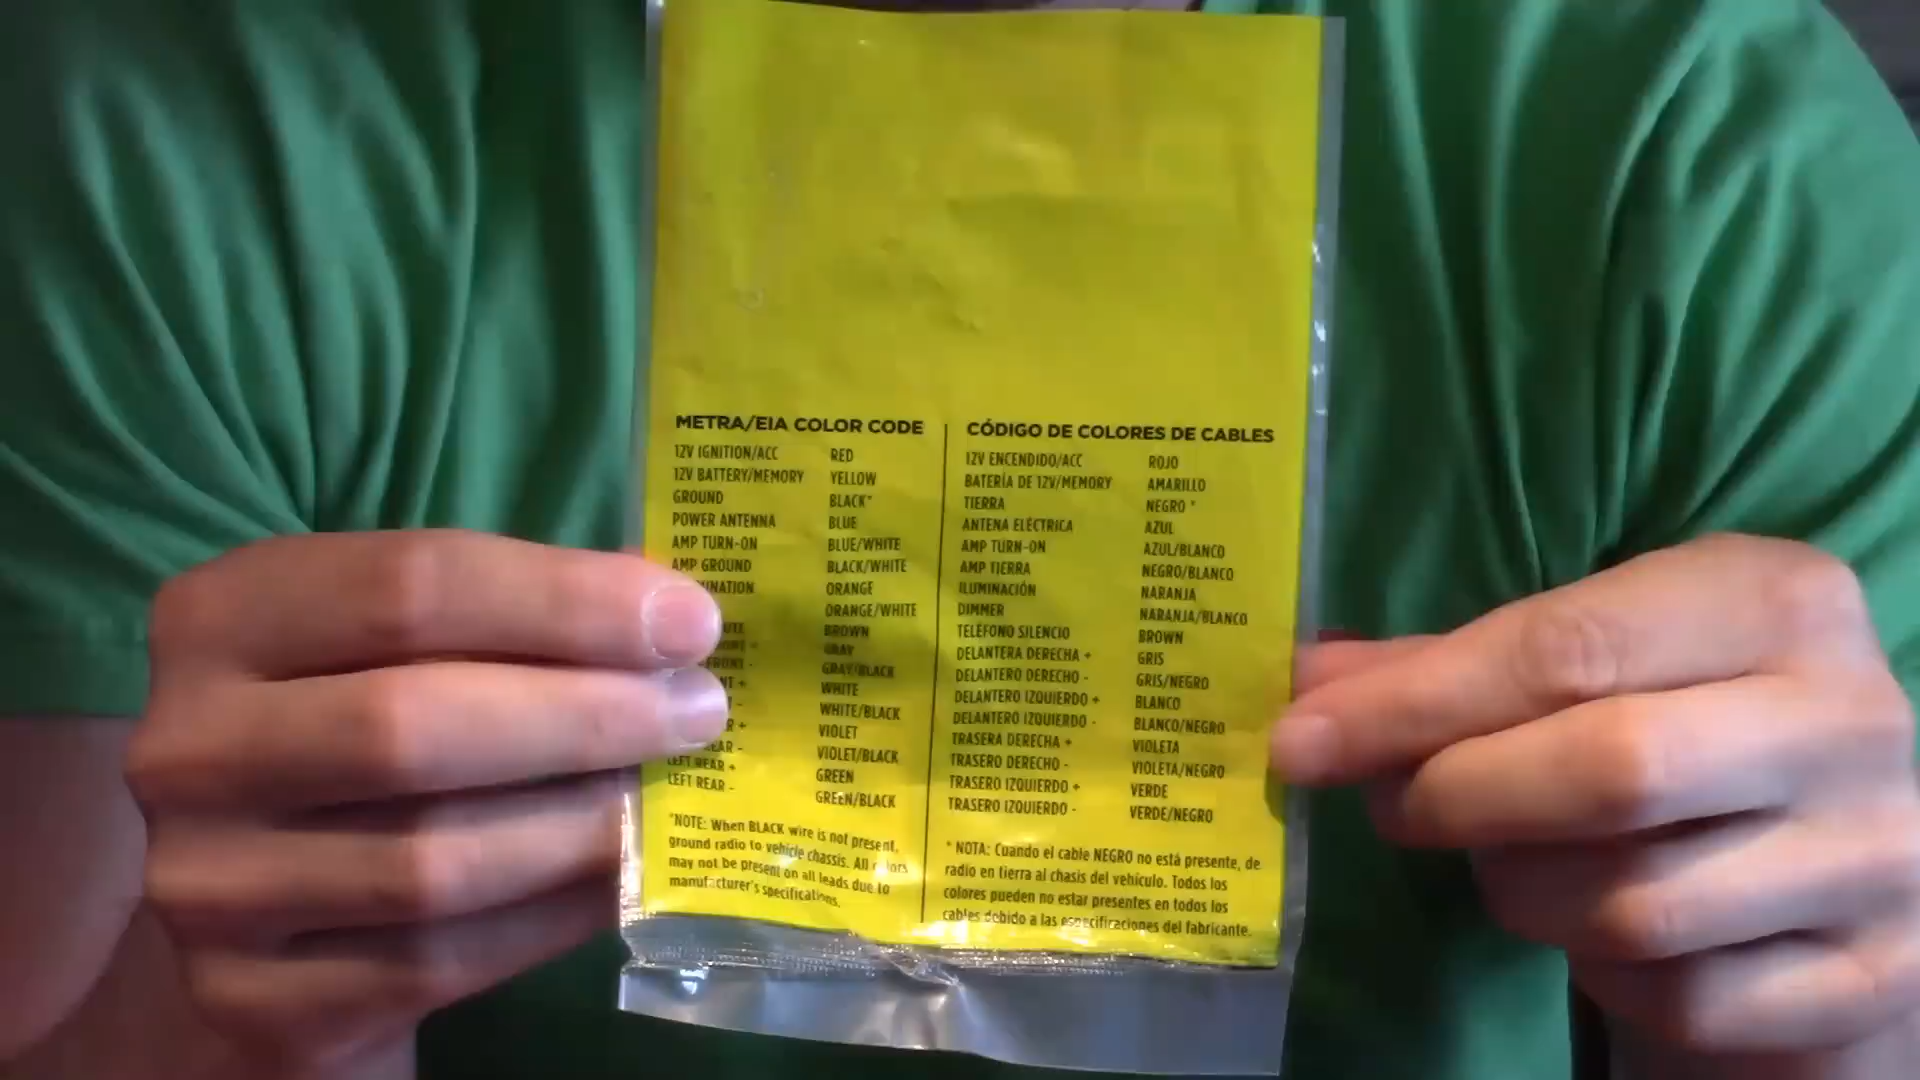 METRA/EIA COLOR CODE
12V IGNITION/ACC RED
12V BATTERY/MEMORY YELLOW
GROUND BLACK*
POWER ANTENNA BLUE
AMP TURN-ON BLUE/WHITE
AMP GROUND BLACK/WHITE
ORANGE
ORANGE/WHITE
BROWN
GRAY
FRONT - GRAY/BLACK
+ WHITE
- WHITE/BLACK
+ VIOLET
- VIOLET/BLACK
LEFT REAR + GREEN
LEFT REAR - GREEN/BLACK
*NOTE: When BLACK wire is not present,
ground radio to vehicle chassis. All colors
may not be present on all leads due to
manufacturer's specifications.
CÓDIGO DE COLORES DE CABLES
12V ENCENDIDO/ACC ROJO
BATERÍA DE 12V/MEMORY AMARILLO
TIERRA NEGRO *
ANTENA ELÉCTRICA AZUL
AMP TURN-ON AZUL/BLANCO
AMP TIERRA NEGRO/BLANCO
ILUMINACIÓN NARANJA
DIMMER NARANJA/BLANCO
TELÉFONO SILENCIO BROWN
DELANTERA DERECHA + GRIS
DELANTERO DERECHO - GRIS/NEGRO
DELANTERO IZQUIERDO + BLANCO
DELANTERO IZQUIERDO - BLANCO/NEGRO
TRASERA DERECHA + VIOLETA
TRASERO DERECHO - VIOLETA/NEGRO
TRASERO IZQUIERDO + VERDE
TRASERO IZQUIERDO - VERDE/NEGRO
* NOTA: Cuando el cable NEGRO no está presente, de
radio en tierra al chasis del vehículo. Todos los
colores pueden no estar presentes en todos los
cables debido a las especificaciones del fabricante.